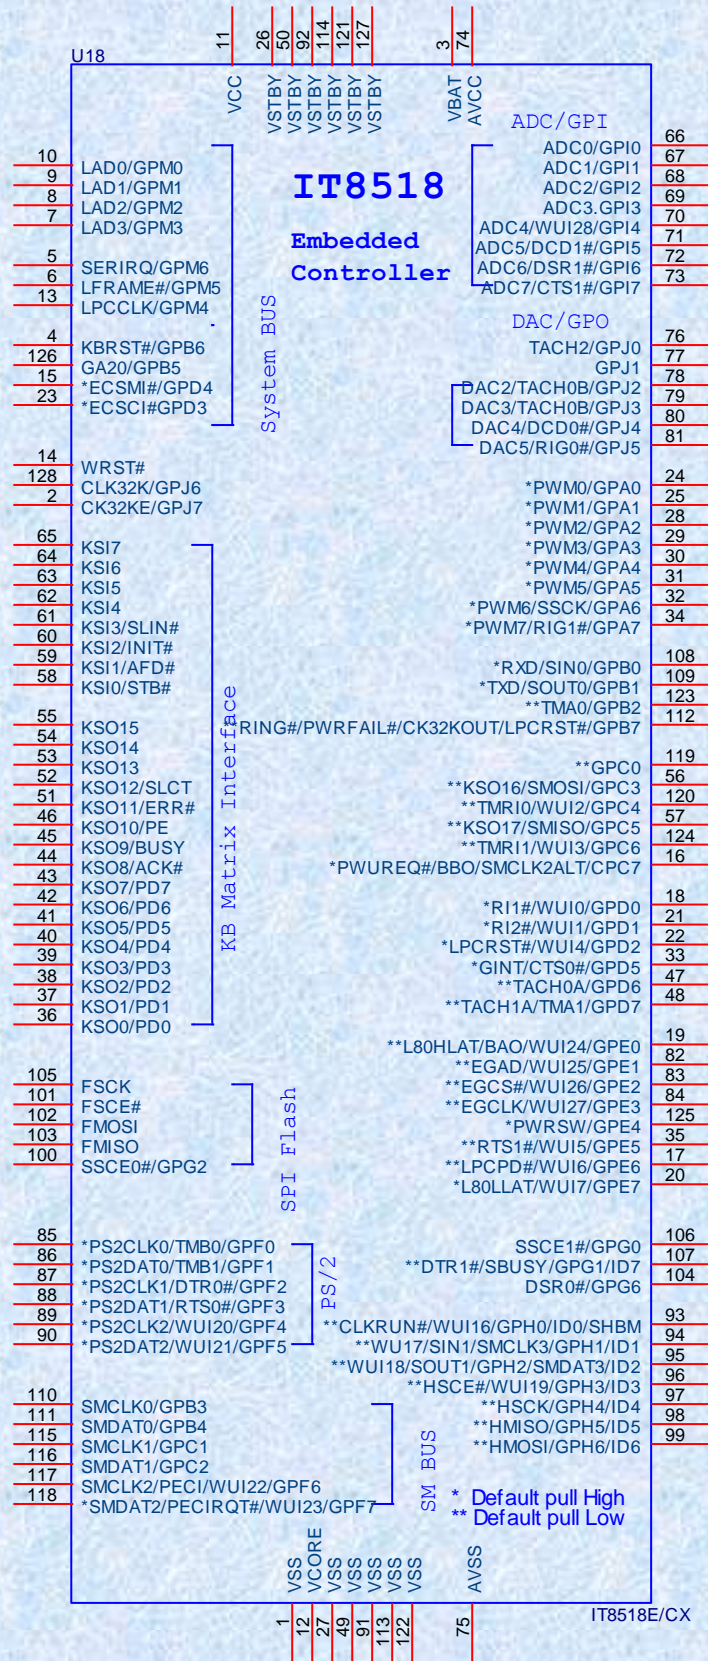 U18
11
26
50
92
114
121
127
3
74
VCC
VSTBY
VSTBY
VSTBY
VSTBY
VSTBY
VSTBY
VBAT
AVCC
IT8518
Embedded
Controller
10 LAD0/GPM0
9 LAD1/GPM1
8 LAD2/GPM2
7 LAD3/GPM3
5 SERIRQ/GPM6
6 LFRAME#/GPM5
13 LPCCLK/GPM4
4 KBRST#/GPB6
126 GA20/GPB5
15 *ECSMI#/GPD4
23 *ECSCI#GPD3
System BUS
14 WRST#
128 CLK32K/GPJ6
2 CK32KE/GPJ7
65 KSI7
64 KSI6
63 KSI5
62 KSI4
61 KSI3/SLIN#
60 KSI2/INIT#
59 KSI1/AFD#
58 KSI0/STB#
55 KSO15
54 KSO14
53 KSO13
52 KSO12/SLCT
51 KSO11/ERR#
46 KSO10/PE
45 KSO9/BUSY
44 KSO8/ACK#
43 KSO7/PD7
42 KSO6/PD6
41 KSO5/PD5
40 KSO4/PD4
39 KSO3/PD3
38 KSO2/PD2
37 KSO1/PD1
36 KSO0/PD0
KB Matrix Interface
105 FSCK
101 FSCE#
102 FMOSI
103 FMISO
100 SSCE0#/GPG2
SPI Flash
85 *PS2CLK0/TMB0/GPF0
86 *PS2DAT0/TMB1/GPF1
87 *PS2CLK1/DTR0#/GPF2
88 *PS2DAT1/RTS0#/GPF3
89 *PS2CLK2/WUI20/GPF4
90 *PS2DAT2/WUI21/GPF5
PS/2
110 SMCLK0/GPB3
111 SMDAT0/GPB4
115 SMCLK1/GPC1
116 SMDAT1/GPC2
117 SMCLK2/PECI/WUI22/GPF6
118 *SMDAT2/PECIRQT#/WUI23/GPF7
SM BUS
ADC/GPI
ADC0/GPI0 66
ADC1/GPI1 67
ADC2/GPI2 68
ADC3.GPI3 69
ADC4/WUI28/GPI4 70
ADC5/DCD1#/GPI5 71
ADC6/DSR1#/GPI6 72
ADC7/CTS1#/GPI7 73
DAC/GPO
TACH2/GPJ0 76
GPJ1 77
DAC2/TACH0B/GPJ2 78
DAC3/TACH0B/GPJ3 79
DAC4/DCD0#/GPJ4 80
DAC5/RIG0#/GPJ5 81
*PWM0/GPA0 24
*PWM1/GPA1 25
*PWM2/GPA2 28
*PWM3/GPA3 29
*PWM4/GPA4 30
*PWM5/GPA5 31
*PWM6/SSCK/GPA6 32
*PWM7/RIG1#/GPA7 34
*RXD/SIN0/GPB0 108
*TXD/SOUT0/GPB1 109
**TMA0/GPB2 123
RING#/PWRFAIL#/CK32KOUT/LPCRST#/GPB7 112
**GPC0 119
**KSO16/SMOSI/GPC3 56
**TMRI0/WUI2/GPC4 120
**KSO17/SMISO/GPC5 57
**TMRI1/WUI3/GPC6 124
*PWUREQ#/BBO/SMCLK2ALT/CPC7 16
*RI1#/WUI0/GPD0 18
*RI2#/WUI1/GPD1 21
*LPCRST#/WUI4/GPD2 22
*GINT/CTS0#/GPD5 33
**TACH0A/GPD6 47
**TACH1A/TMA1/GPD7 48
**L80HLAT/BAO/WUI24/GPE0 19
**EGAD/WUI25/GPE1 82
**EGCS#/WUI26/GPE2 83
**EGCLK/WUI27/GPE3 84
*PWRSW/GPE4 125
**RTS1#/WUI5/GPE5 35
**LPCPD#/WUI6/GPE6 17
*L80LLAT/WUI7/GPE7 20
SSCE1#/GPG0 106
**DTR1#/SBUSY/GPG1/ID7 107
DSR0#/GPG6 104
**CLKRUN#/WUI16/GPH0/ID0/SHBM 93
**WU17/SIN1/SMCLK3/GPH1/ID1 94
**WUI18/SOUT1/GPH2/SMDAT3/ID2 95
**HSCE#/WUI19/GPH3/ID3 96
**HSCK/GPH4/ID4 97
**HMISO/GPH5/ID5 98
**HMOSI/GPH6/ID6 99
* Default pull High
** Default pull Low
VSS
VCORE
VSS
VSS
VSS
VSS
VSS
AVSS
1
12
27
49
91
113
122
75
IT8518E/CX